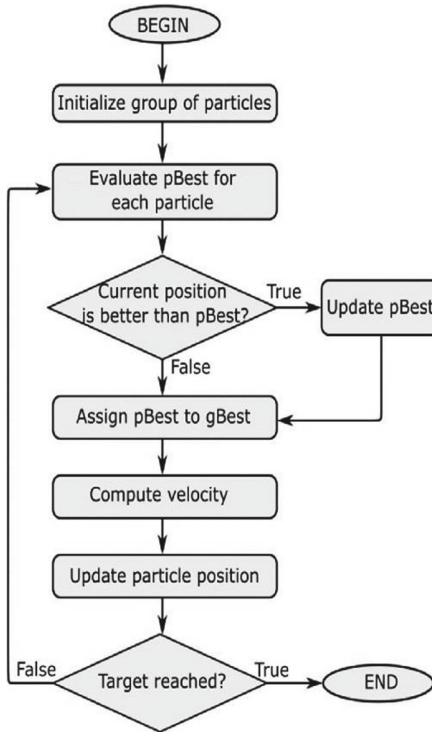 BEGIN
Initialize group of particles
Evaluate pBest for
each particle
Current position
is better than pBest?
True
Update pBest
False
Assign pBest to gBest
Compute velocity
Update particle position
False
Target reached?
True
END